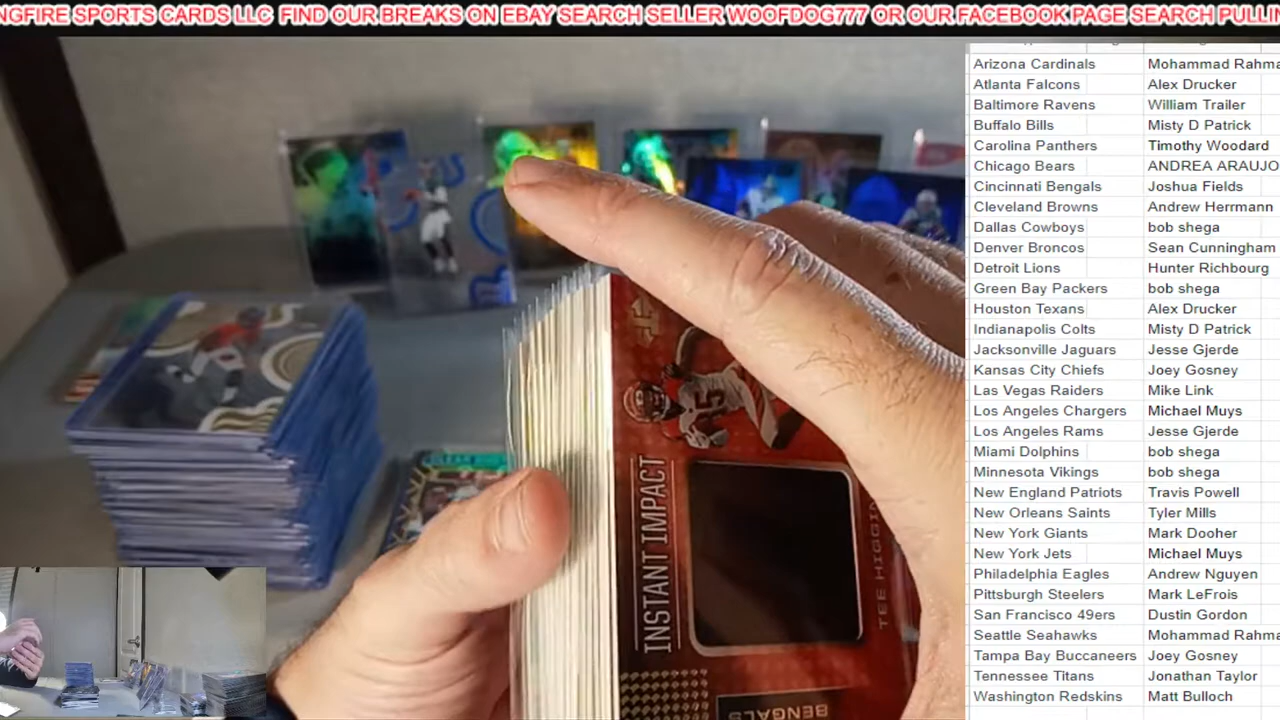 NGFIRE SPORTS CARDS LLC FIND OUR BREAKS ON EBAY SEARCH SELLER WOOFDOG777 OR OUR FACEBOOK PAGE SEARCH PULLIN
Arizona Cardinals Mohammad Rahma
Atlanta Falcons Alex Drucker
Baltimore Ravens William Trailer
Buffalo Bills Misty D Patrick
Carolina Panthers Timothy Woodard
Chicago Bears ANDREA ARAUJO
Cincinnati Bengals Joshua Fields
Cleveland Browns Andrew Herrmann
Dallas Cowboys bob shega
Denver Broncos Sean Cunningham
Detroit Lions Hunter Richbourg
Green Bay Packers bob shega
Houston Texans Alex Drucker
Indianapolis Colts Misty D Patrick
Jacksonville Jaguars Jesse Gjerde
Kansas City Chiefs Joey Gosney
Las Vegas Raiders Mike Link
Los Angeles Chargers Michael Muys
Los Angeles Rams Jesse Gjerde
Miami Dolphins bob shega
Minnesota Vikings bob shega
New England Patriots Travis Powell
New Orleans Saints Tyler Mills
New York Giants Mark Dooher
New York Jets Michael Muys
Philadelphia Eagles Andrew Nguyen
Pittsburgh Steelers Mark LeFrois
San Francisco 49ers Dustin Gordon
Seattle Seahawks Mohammad Rahma
Tampa Bay Buccaneers Joey Gosney
Tennessee Titans Jonathan Taylor
Washington Redskins Matt Bulloch
INSTANT IMPACT
TEE HIGGIN
BENGALS